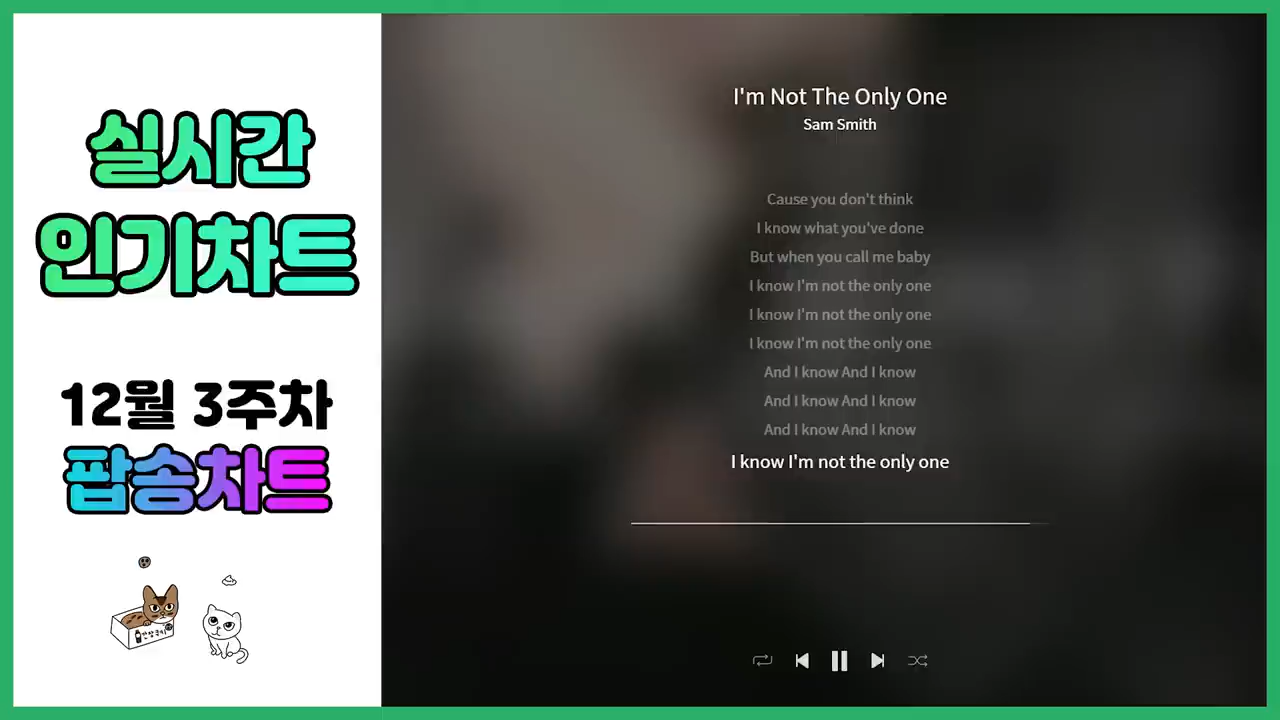 실시간
인기차트
12월 3주차
팝송차트
I'm Not The Only One
Sam Smith
Cause you don't think
I know what you've done
But when you call me baby
I know I'm not the only one
I know I'm not the only one
I know I'm not the only one
And I know And I know
And I know And I know
And I know And I know
I know I'm not the only one